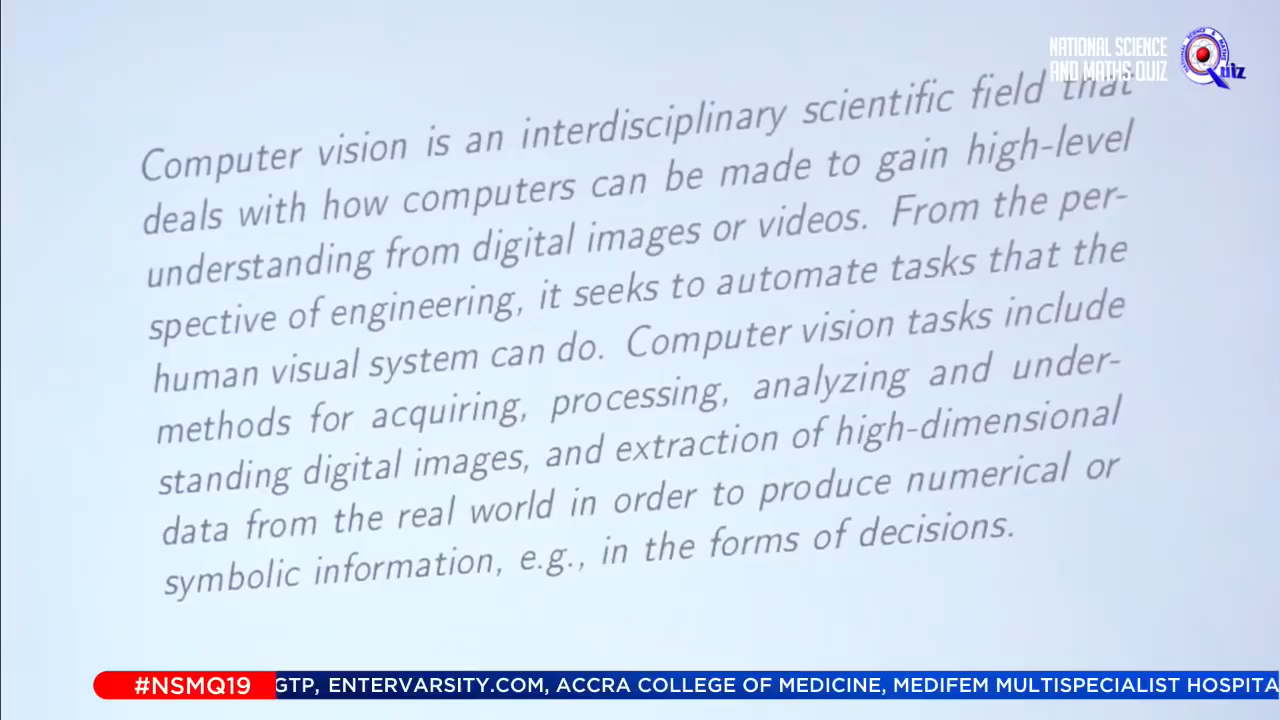 NATIONAL SCIENCE
AND MATHS QUIZ
Quiz
Computer vision is an interdisciplinary scientific field that
deals with how computers can be made to gain high-level
understanding from digital images or videos. From the per-
spective of engineering, it seeks to automate tasks that the
human visual system can do. Computer vision tasks include
methods for acquiring, processing, analyzing and under-
standing digital images, and extraction of high-dimensional
data from the real world in order to produce numerical or
symbolic information, e.g., in the forms of decisions.
#NSMQ19
GTP, ENTERVARSITY.COM, ACCRA COLLEGE OF MEDICINE, MEDIFEM MULTISPECIALIST HOSPITA